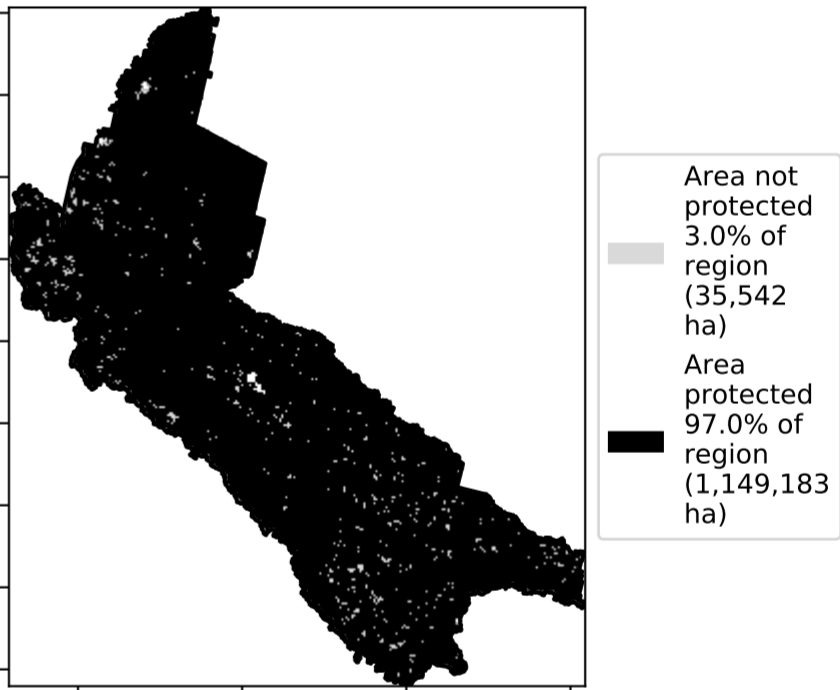 Area not
protected
3.0% of
region
(35,542
ha)
Area
protected
97.0% of
region
(1,149,183
ha)